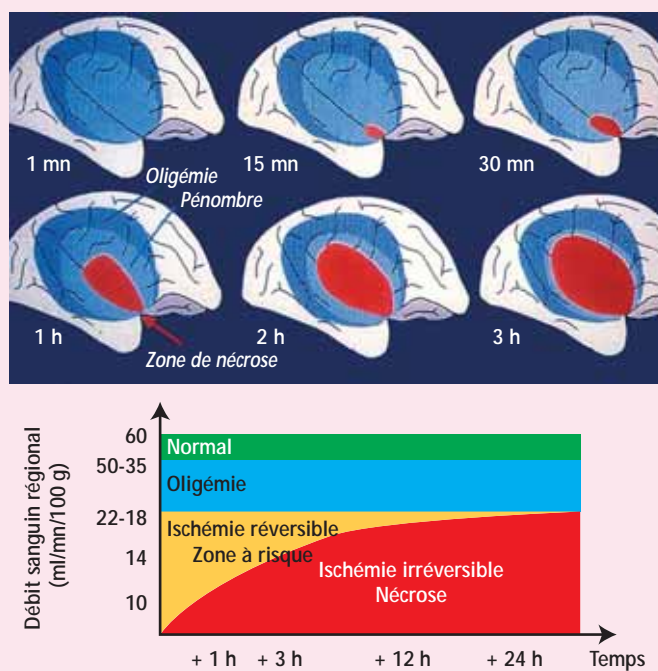 1 mn
15 mn
30 mn
Oligémie
Pénombre
1 h
2 h
3 h
Zone de nécrose
Débit sanguin régional
(ml/mn/100 g)
60
50-35
22-18
14
10
Normal
Oligémie
Ischémie réversible
Zone à risque
Ischémie irréversible
Nécrose
+ 1 h
+ 3 h
+ 12 h
+ 24 h
Temps